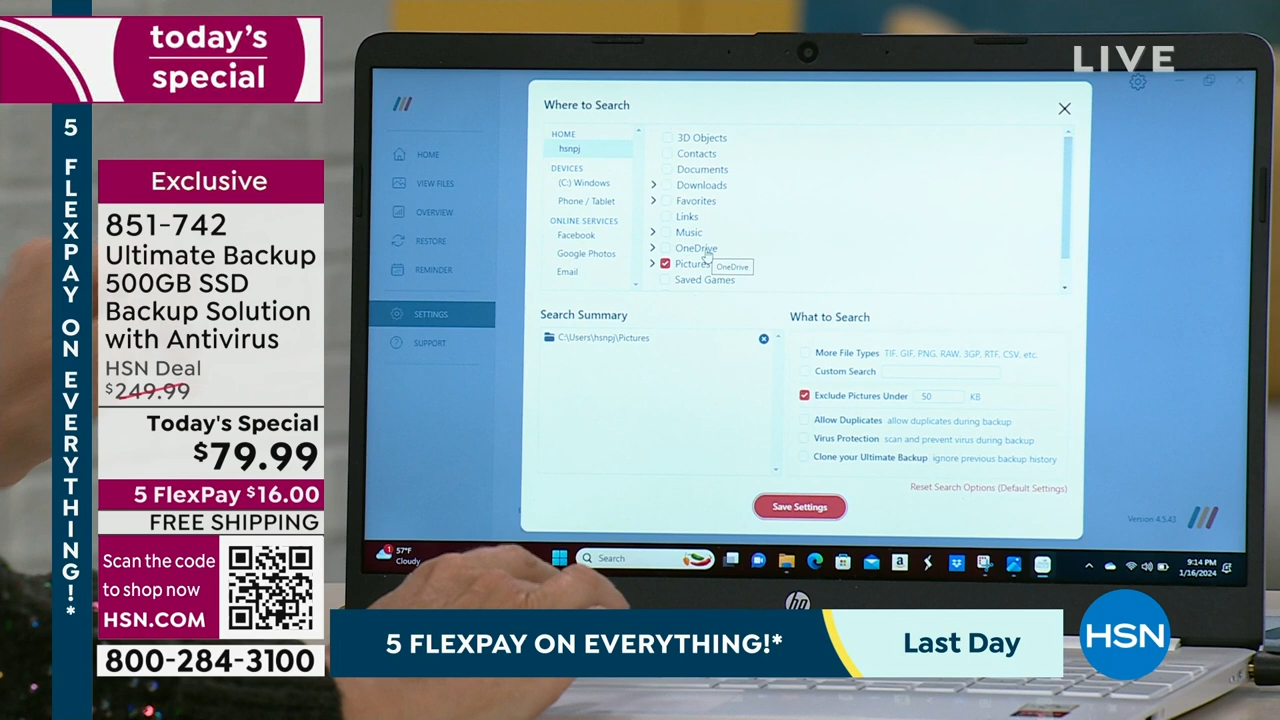 today's
special
LIVE
5 FLEXPAY ON EVERYTHING!*
Exclusive
851-742
Ultimate Backup
500GB SSD
Backup Solution
with Antivirus
HSN Deal
$249.99
Today's Special
$79.99
5 FlexPay $16.00
FREE SHIPPING
Scan the code
to shop now
HSN.COM
800-284-3100
Where to Search
HOME
hsnpj
DEVICES
(C:) Windows
Phone / Tablet
ONLINE SERVICES
Facebook
Google Photos
Email
3D Objects
Contacts
Documents
Downloads
Favorites
Links
Music
OneDrive
Pictures
OneDrive
Saved Games
HOME
VIEW FILES
OVERVIEW
RESTORE
REMINDER
SETTINGS
SUPPORT
Search Summary
C:\Users\hsnpj\Pictures
What to Search
More File Types TIF, GIF, PNG, RAW, 3GP, RTF, CSV, etc.
Custom Search
Exclude Pictures Under 50 KB
Allow Duplicates allow duplicates during backup
Virus Protection scan and prevent virus during backup
Clone your Ultimate Backup ignore previous backup history
Reset Search Options (Default Settings)
Save Settings
Version 4.5.43
1
57°F
Cloudy
Search
a
9:14 PM
1/16/2024
hp
5 FLEXPAY ON EVERYTHING!*
Last Day
HSN